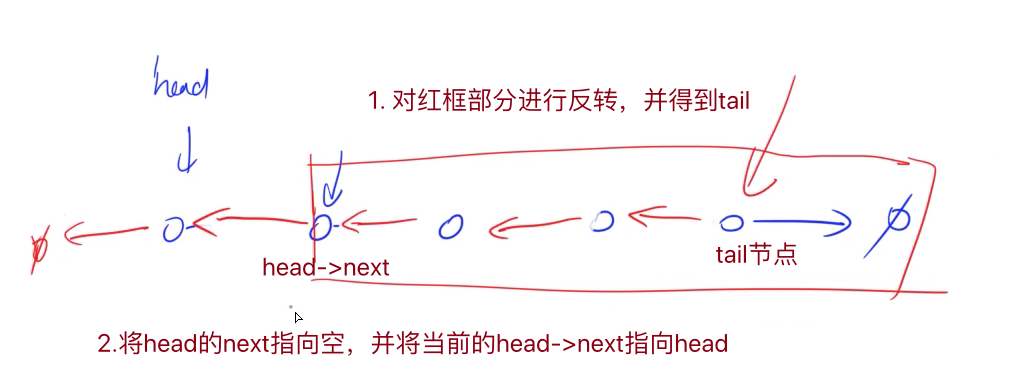 head
1. 对红框部分进行反转，并得到tail
tail节点
head->next
2.将head的next指向空，并将当前的head->next指向head